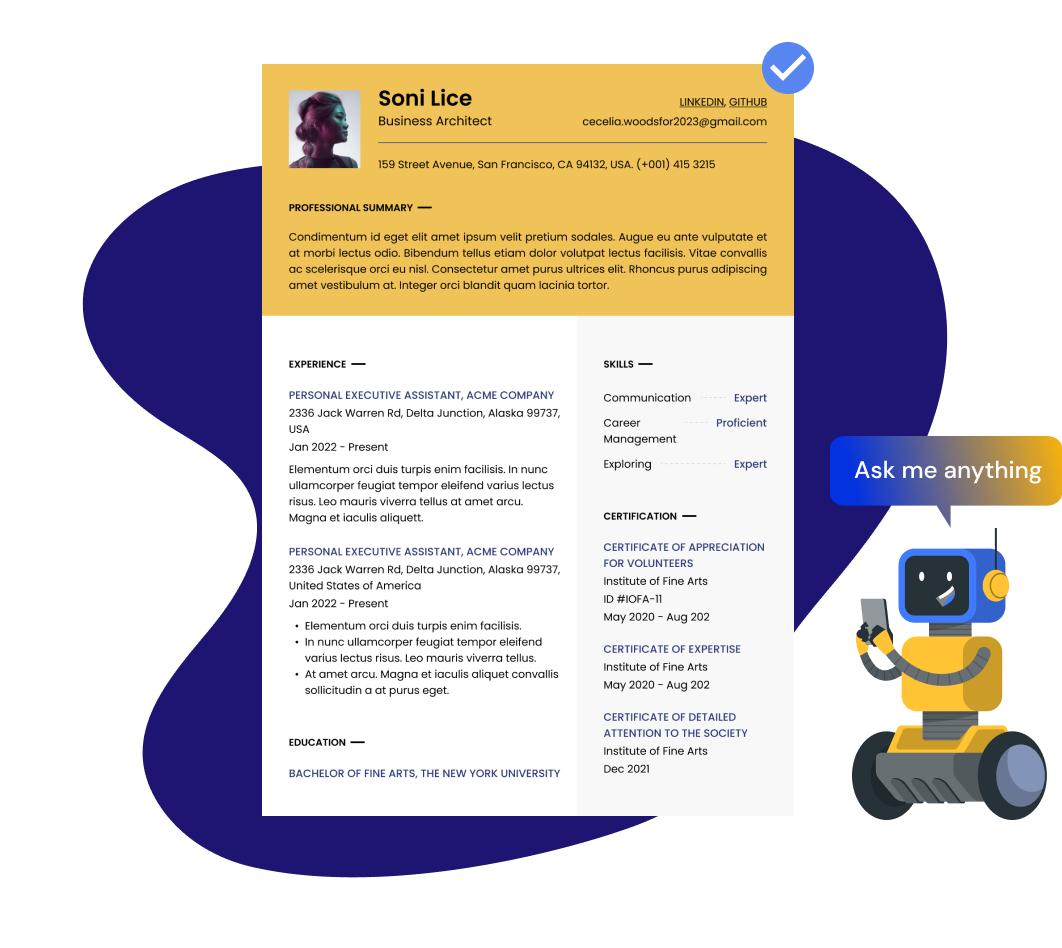 Soni Lice
Business Architect
LINKEDIN, GITHUB
cecelia.woodsfor2023@gmail.com
159 Street Avenue, San Francisco, CA 94132, USA. (+001) 415 3215
PROFESSIONAL SUMMARY
Condimentum id eget elit amet ipsum velit pretium sodales. Augue eu ante vulputate et
at morbi lectus odio. Bibendum tellus etiam dolor volutpat lectus facilisis. Vitae convallis
ac scelerisque orci eu nisl. Consectetur amet purus ultrices elit. Rhoncus purus adipiscing
amet vestibulum at. Integer orci blandit quam lacinia tortor.
EXPERIENCE
PERSONAL EXECUTIVE ASSISTANT, ACME COMPANY
2336 Jack Warren Rd, Delta Junction, Alaska 99737,
USA
Jan 2022 - Present
Elementum orci duis turpis enim facilisis. In nunc
ullamcorper feugiat tempor eleifend varius lectus
risus. Leo mauris viverra tellus at amet arcu.
Magna et iaculis aliquett.
PERSONAL EXECUTIVE ASSISTANT, ACME COMPANY
2336 Jack Warren Rd, Delta Junction, Alaska 99737,
United States of America
Jan 2022 - Present
• Elementum orci duis turpis enim facilisis.
• In nunc ullamcorper feugiat tempor eleifend
varius lectus risus. Leo mauris viverra tellus.
• At amet arcu. Magna et iaculis aliquet convallis
sollicitudin a at purus eget.
EDUCATION
BACHELOR OF FINE ARTS, THE NEW YORK UNIVERSITY
SKILLS
Communication Expert
Career Proficient
Management
Exploring Expert
CERTIFICATION
CERTIFICATE OF APPRECIATION
FOR VOLUNTEERS
Institute of Fine Arts
ID #IOFA-11
May 2020 - Aug 202
CERTIFICATE OF EXPERTISE
Institute of Fine Arts
May 2020 - Aug 202
CERTIFICATE OF DETAILED
ATTENTION TO THE SOCIETY
Institute of Fine Arts
Dec 2021
Ask me anything